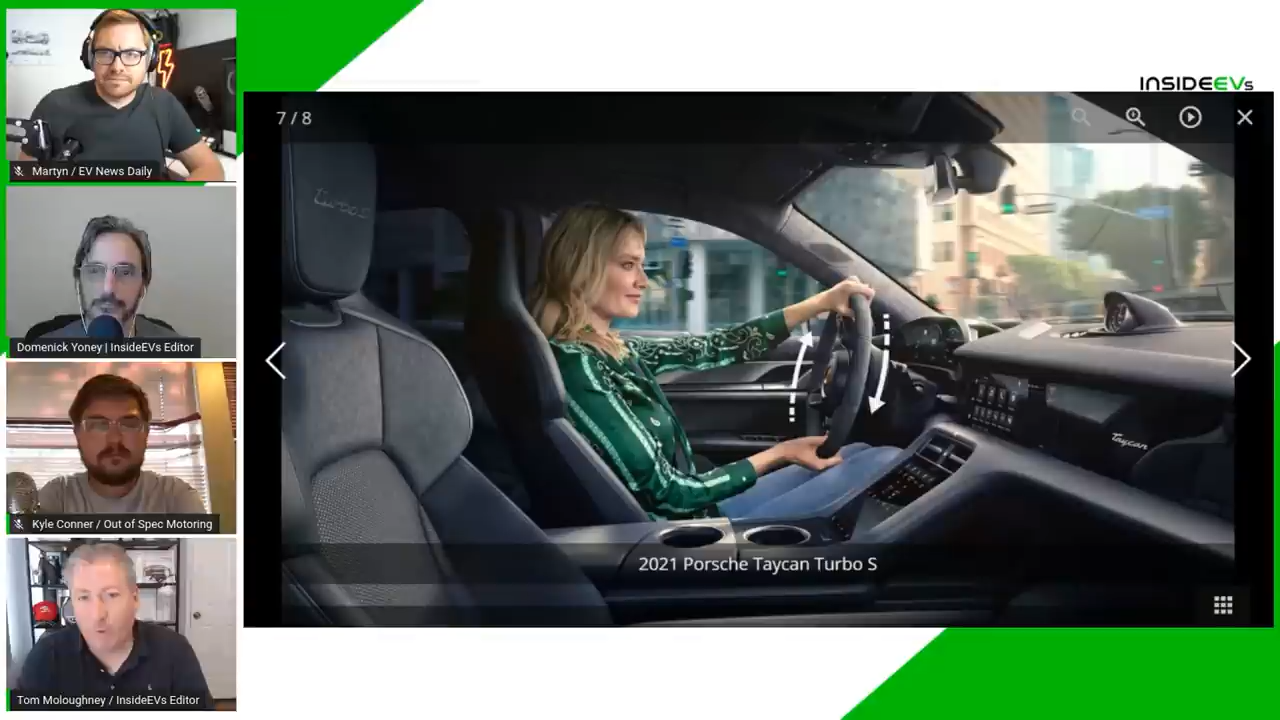 Martyn / EV News Daily
Domenick Yoney | InsideEVs Editor
Kyle Conner / Out of Spec Motoring
Tom Moloughney / InsideEVs Editor
INSIDEEVs
7 / 8
turbo S
Taycan
2021 Porsche Taycan Turbo S